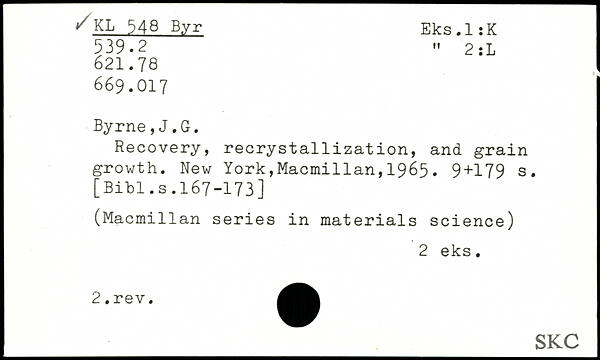 KL 548 Byr
Eks.1:K
539.2
" 2:L
621.78
669.017
Byrne,J.G.
Recovery, recrystallization, and grain
growth. New York,Macmillan,1965. 9+179 s.
[Bibl.s.167-173]
(Macmillan series in materials science)
2 eks.
2.rev.
SKC